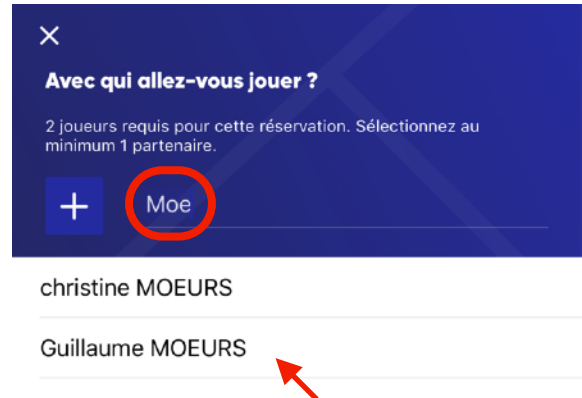 Avec qui allez-vous jouer ?
2 joueurs requis pour cette réservation. Sélectionnez au
minimum 1 partenaire.
Moe
christine MOEURS
Guillaume MOEURS